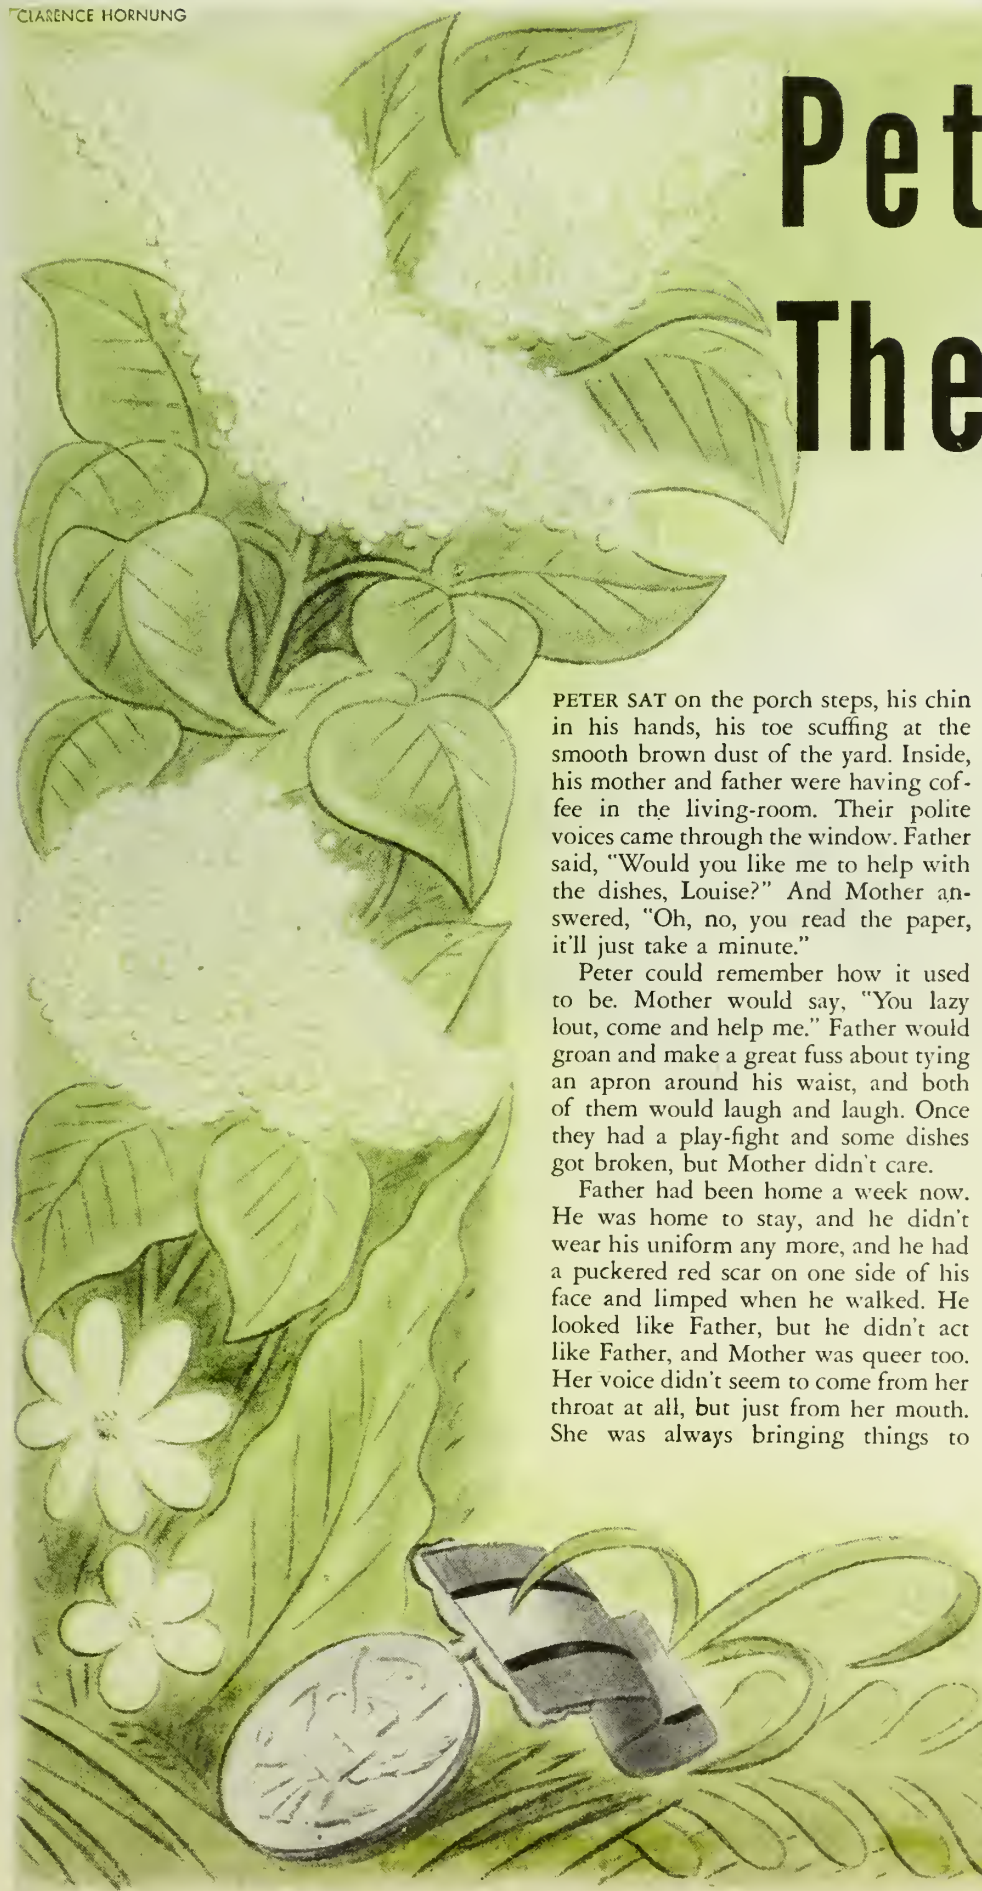 CLARENCE HORNUNG
Pet
The
PETER SAT on the porch steps, his chin
in his hands, his toe scuffing at the
smooth brown dust of the yard. Inside,
his mother and father were having cof-
fee in the living-room. Their polite
voices came through the window. Father
said, "Would you like me to help with
the dishes, Louise?" And Mother an-
swered, "Oh, no, you read the paper,
it'll just take a minute."
Peter could remember how it used
to be. Mother would say, "You lazy
lout, come and help me." Father would
groan and make a great fuss about tying
an apron around his waist, and both
of them would laugh and laugh. Once
they had a play-fight and some dishes
got broken, but Mother didn't care.
Father had been home a week now.
He was home to stay, and he didn't
wear his uniform any more, and he had
a puckered red scar on one side of his
face and limped when he walked. He
looked like Father, but he didn't act
like Father, and Mother was queer too.
Her voice didn't seem to come from her
throat at all, but just from her mouth.
She was always bringing things to